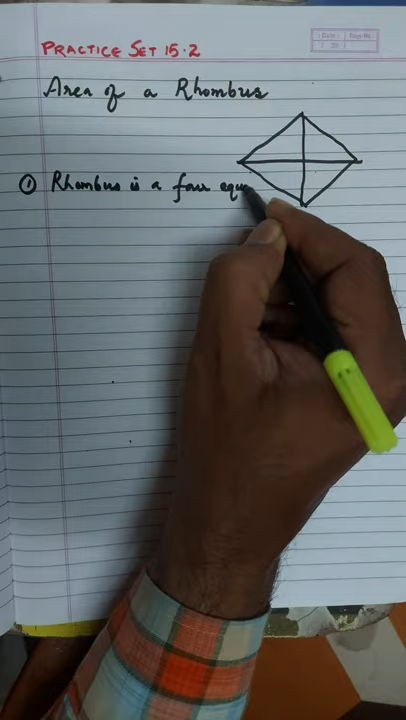 PRACTICE SET 15.2
Area of a Rhombus
① Rhombus is a four equ